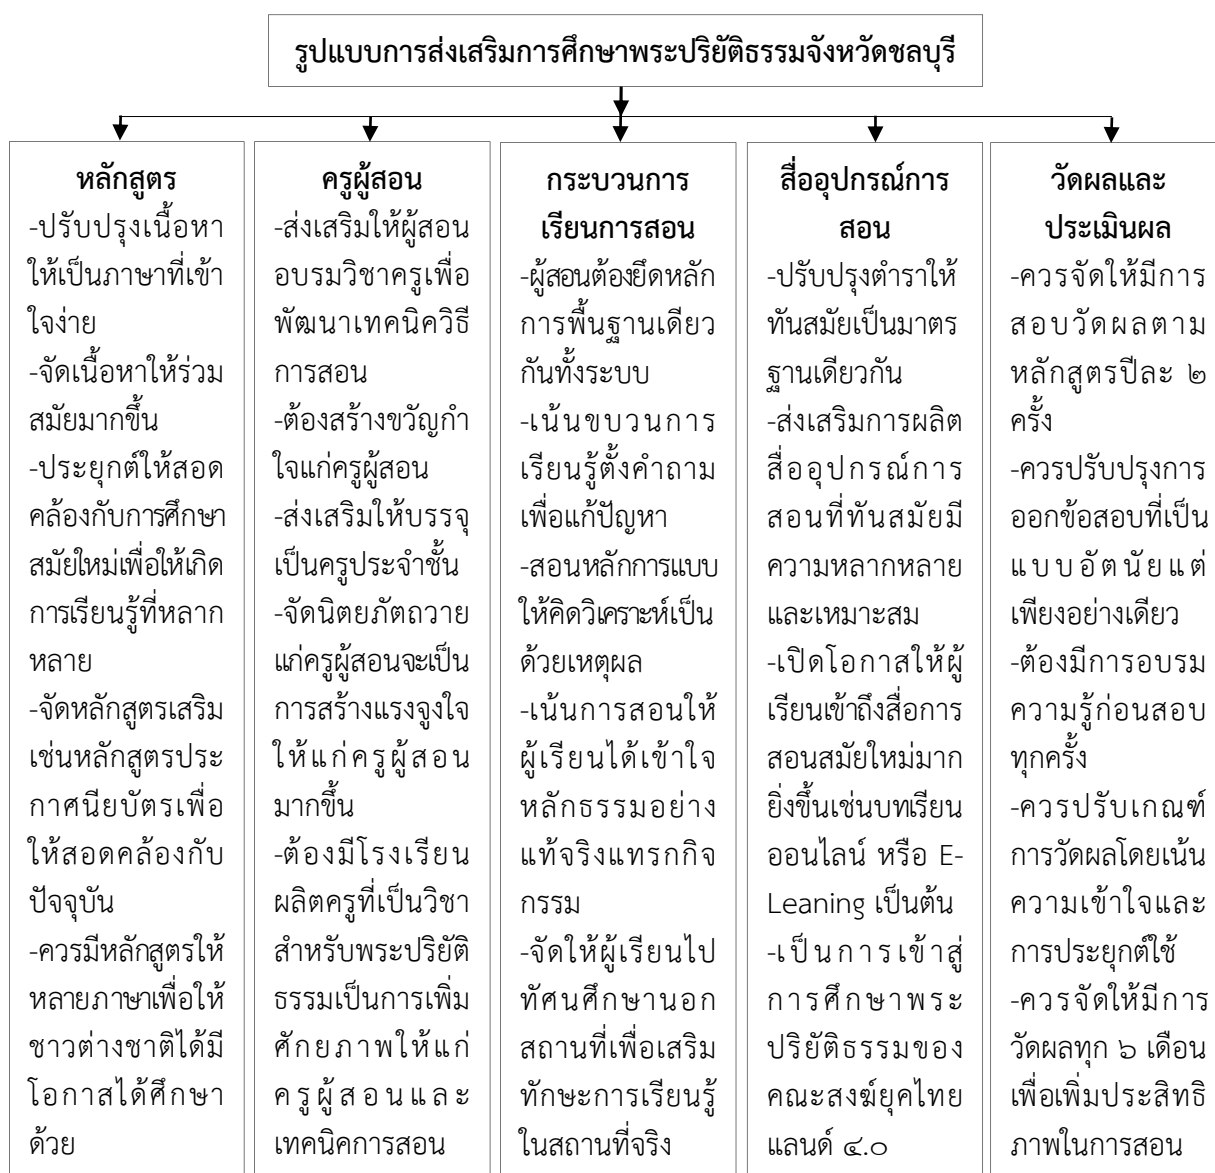 รูปแบบการส่งเสริมการศึกษาพระปริยัติธรรมจังหวัดชลบุรี
หลักสูตร
-ปรับปรุงเนื้อหา
ให้เป็นภาษาที่เข้า
ใจง่าย
-จัดเนื้อหาให้ร่วม
สมัยมากขึ้น
-ประยุกต์ให้สอด
คล้องกับการศึกษา
สมัยใหม่เพื่อให้เกิด
การเรียนรู้ที่หลาก
หลาย
-จัดหลักสูตรเสริม
เช่นหลักสูตรประ
กาศนียบัตรเพื่อ
ให้สอดคล้องกับ
ปัจจุบัน
-ควรมีหลักสูตรให้
หลายภาษาเพื่อให้
ชาวต่างชาติได้มี
โอกาสได้ศึกษา
ด้วย
ครูผู้สอน
-ส่งเสริมให้ผู้สอน
อบรมวิชาครูเพื่อ
พัฒนาเทคนิควิธี
การสอน
-ต้องสร้างขวัญกำ
ใจแก่ครูผู้สอน
-ส่งเสริมให้บรรจุ
เป็นครูประจำชั้น
-จัดนิตยภัตถวาย
แก่ครูผู้สอนจะเป็น
การสร้างแรงจูงใจ
ให้แก่ครูผู้สอน
มากขึ้น
-ต้องมีโรงเรียน
ผลิตครูที่เป็นวิชา
สำหรับพระปริยัติ
ธรรมเป็นการเพิ่ม
ศักยภาพให้แก่
ครูผู้สอนและ
เทคนิคการสอน
กระบวนการ
เรียนการสอน
-ผู้สอนต้องยึดหลัก
การพื้นฐานเดียว
กันทั้งระบบ
-เน้นขบวนการ
เรียนรู้ตั้งคำถาม
เพื่อแก้ปัญหา
-สอนหลักการแบบ
ให้คิดวิเคราะห์เป็น
ด้วยเหตุผล
-เน้นการสอนให้
ผู้เรียนได้เข้าใจ
หลักธรรมอย่าง
แท้จริงแทรกกิจ
กรรม
-จัดให้ผู้เรียนไป
ทัศนศึกษานอก
สถานที่เพื่อเสริม
ทักษะการเรียนรู้
ในสถานที่จริง
สื่ออุปกรณ์การ
สอน
-ปรับปรุงตำราให้
ทันสมัยเป็นมาตร
ฐานเดียวกัน
-ส่งเสริมการผลิต
สื่ออุปกรณ์การ
สอนที่ทันสมัยมี
ความหลากหลาย
และเหมาะสม
-เปิดโอกาสให้ผู้
เรียนเข้าถึงสื่อการ
สอนสมัยใหม่มาก
ยิ่งขึ้นเช่นบทเรียน
ออนไลน์ หรือ E-
Leaning เป็นต้น
-เป็นการเข้าสู่
การศึกษาพระ
ปริยัติธรรมของ
คณะสงฆ์ยุคไทย
แลนด์ ๔.๐
วัดผลและ
ประเมินผล
-ควรจัดให้มีการ
สอบวัดผลตาม
หลักสูตรปีละ ๒
ครั้ง
-ควรปรับปรุงการ
ออกข้อสอบที่เป็น
แบบอัตนัยแต่
เพียงอย่างเดียว
-ต้องมีการอบรม
ความรู้ก่อนสอบ
ทุกครั้ง
-ควรปรับเกณฑ์
การวัดผลโดยเน้น
ความเข้าใจและ
การประยุกต์ใช้
-ควรจัดให้มีการ
วัดผลทุก ๖ เดือน
เพื่อเพิ่มประสิทธิ
ภาพในการสอน